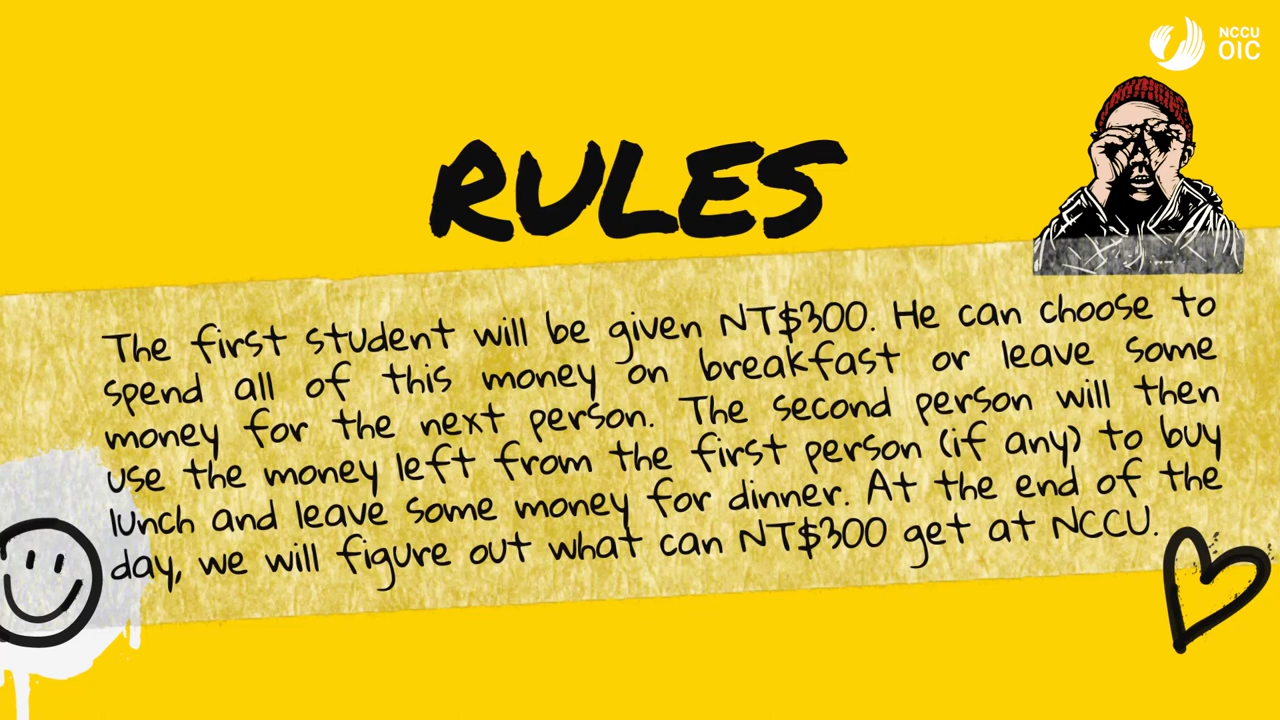 NCCU
OIC
RULES
The first student will be given NT$300. He can choose to
spend all of this money on breakfast or leave some
money for the next person. The second person will then
use the money left from the first person (if any) to buy
lunch and leave some money for dinner. At the end of the
day, we will figure out what can NT$300 get at NCCU.